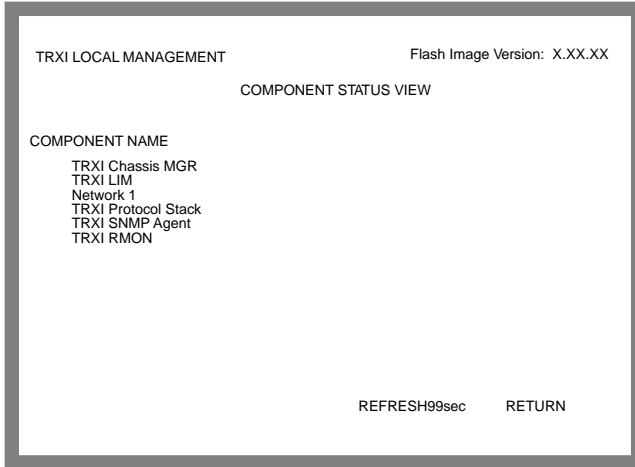 TRXI LOCAL MANAGEMENT Flash Image Version: X.XX.XX
COMPONENT STATUS VIEW
COMPONENT NAME
TRXI Chassis MGR
TRXI LIM
Network 1
TRXI Protocol Stack
TRXI SNMP Agent
TRXI RMON
REFRESH99sec RETURN